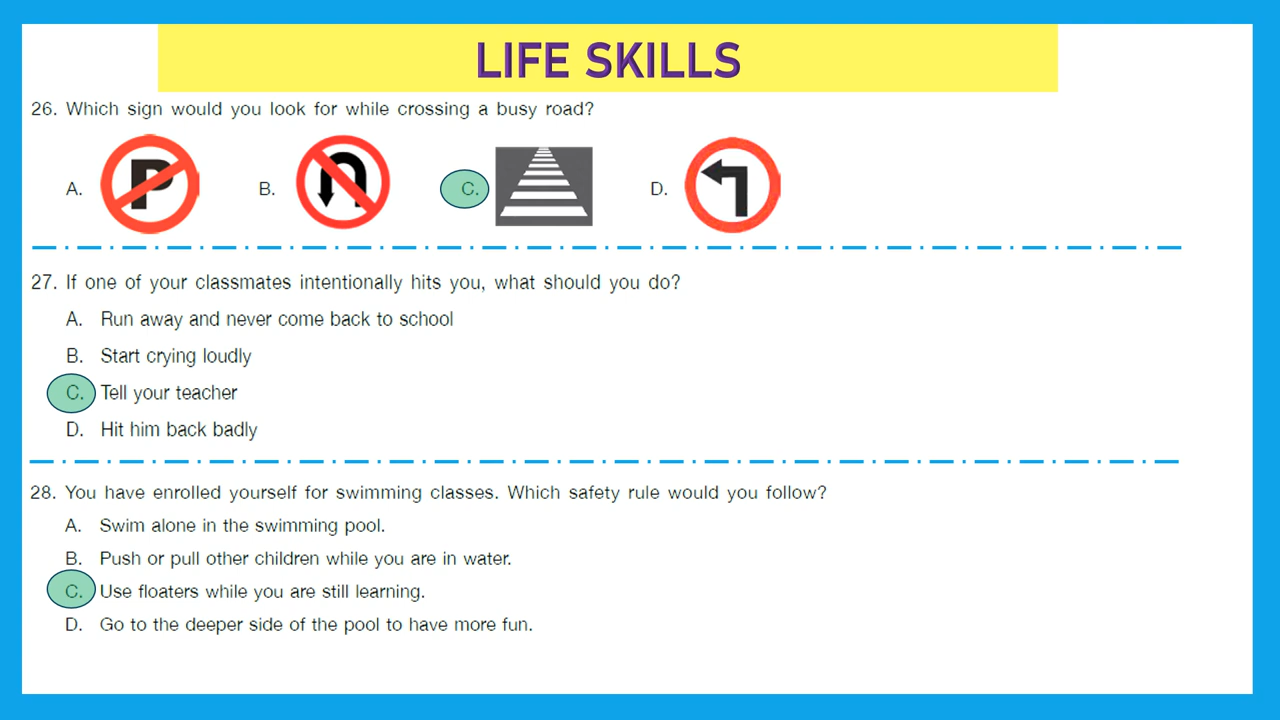 LIFE SKILLS
26. Which sign would you look for while crossing a busy road?
A. P B. C. D.
27. If one of your classmates intentionally hits you, what should you do?
A. Run away and never come back to school
B. Start crying loudly
C. Tell your teacher
D. Hit him back badly
28. You have enrolled yourself for swimming classes. Which safety rule would you follow?
A. Swim alone in the swimming pool.
B. Push or pull other children while you are in water.
C. Use floaters while you are still learning.
D. Go to the deeper side of the pool to have more fun.